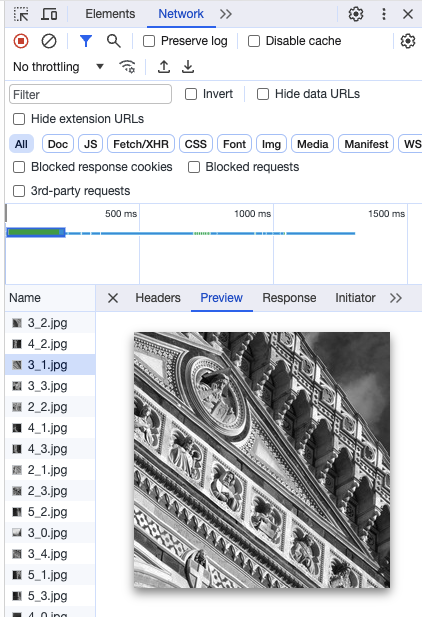 Elements Network
Preserve log Disable cache
No throttling
Filter Invert Hide data URLs
Hide extension URLs
All Doc JS Fetch/XHR CSS Font Img Media Manifest WS
Blocked response cookies Blocked requests
3rd-party requests
500 ms 1000 ms 1500 ms
Name Headers Preview Response Initiator
3_2.jpg
4_2.jpg
3_1.jpg
3_3.jpg
2_2.jpg
4_1.jpg
4_3.jpg
2_1.jpg
2_3.jpg
5_2.jpg
3_0.jpg
3_4.jpg
5_1.jpg
5_3.jpg
4_0.jpg